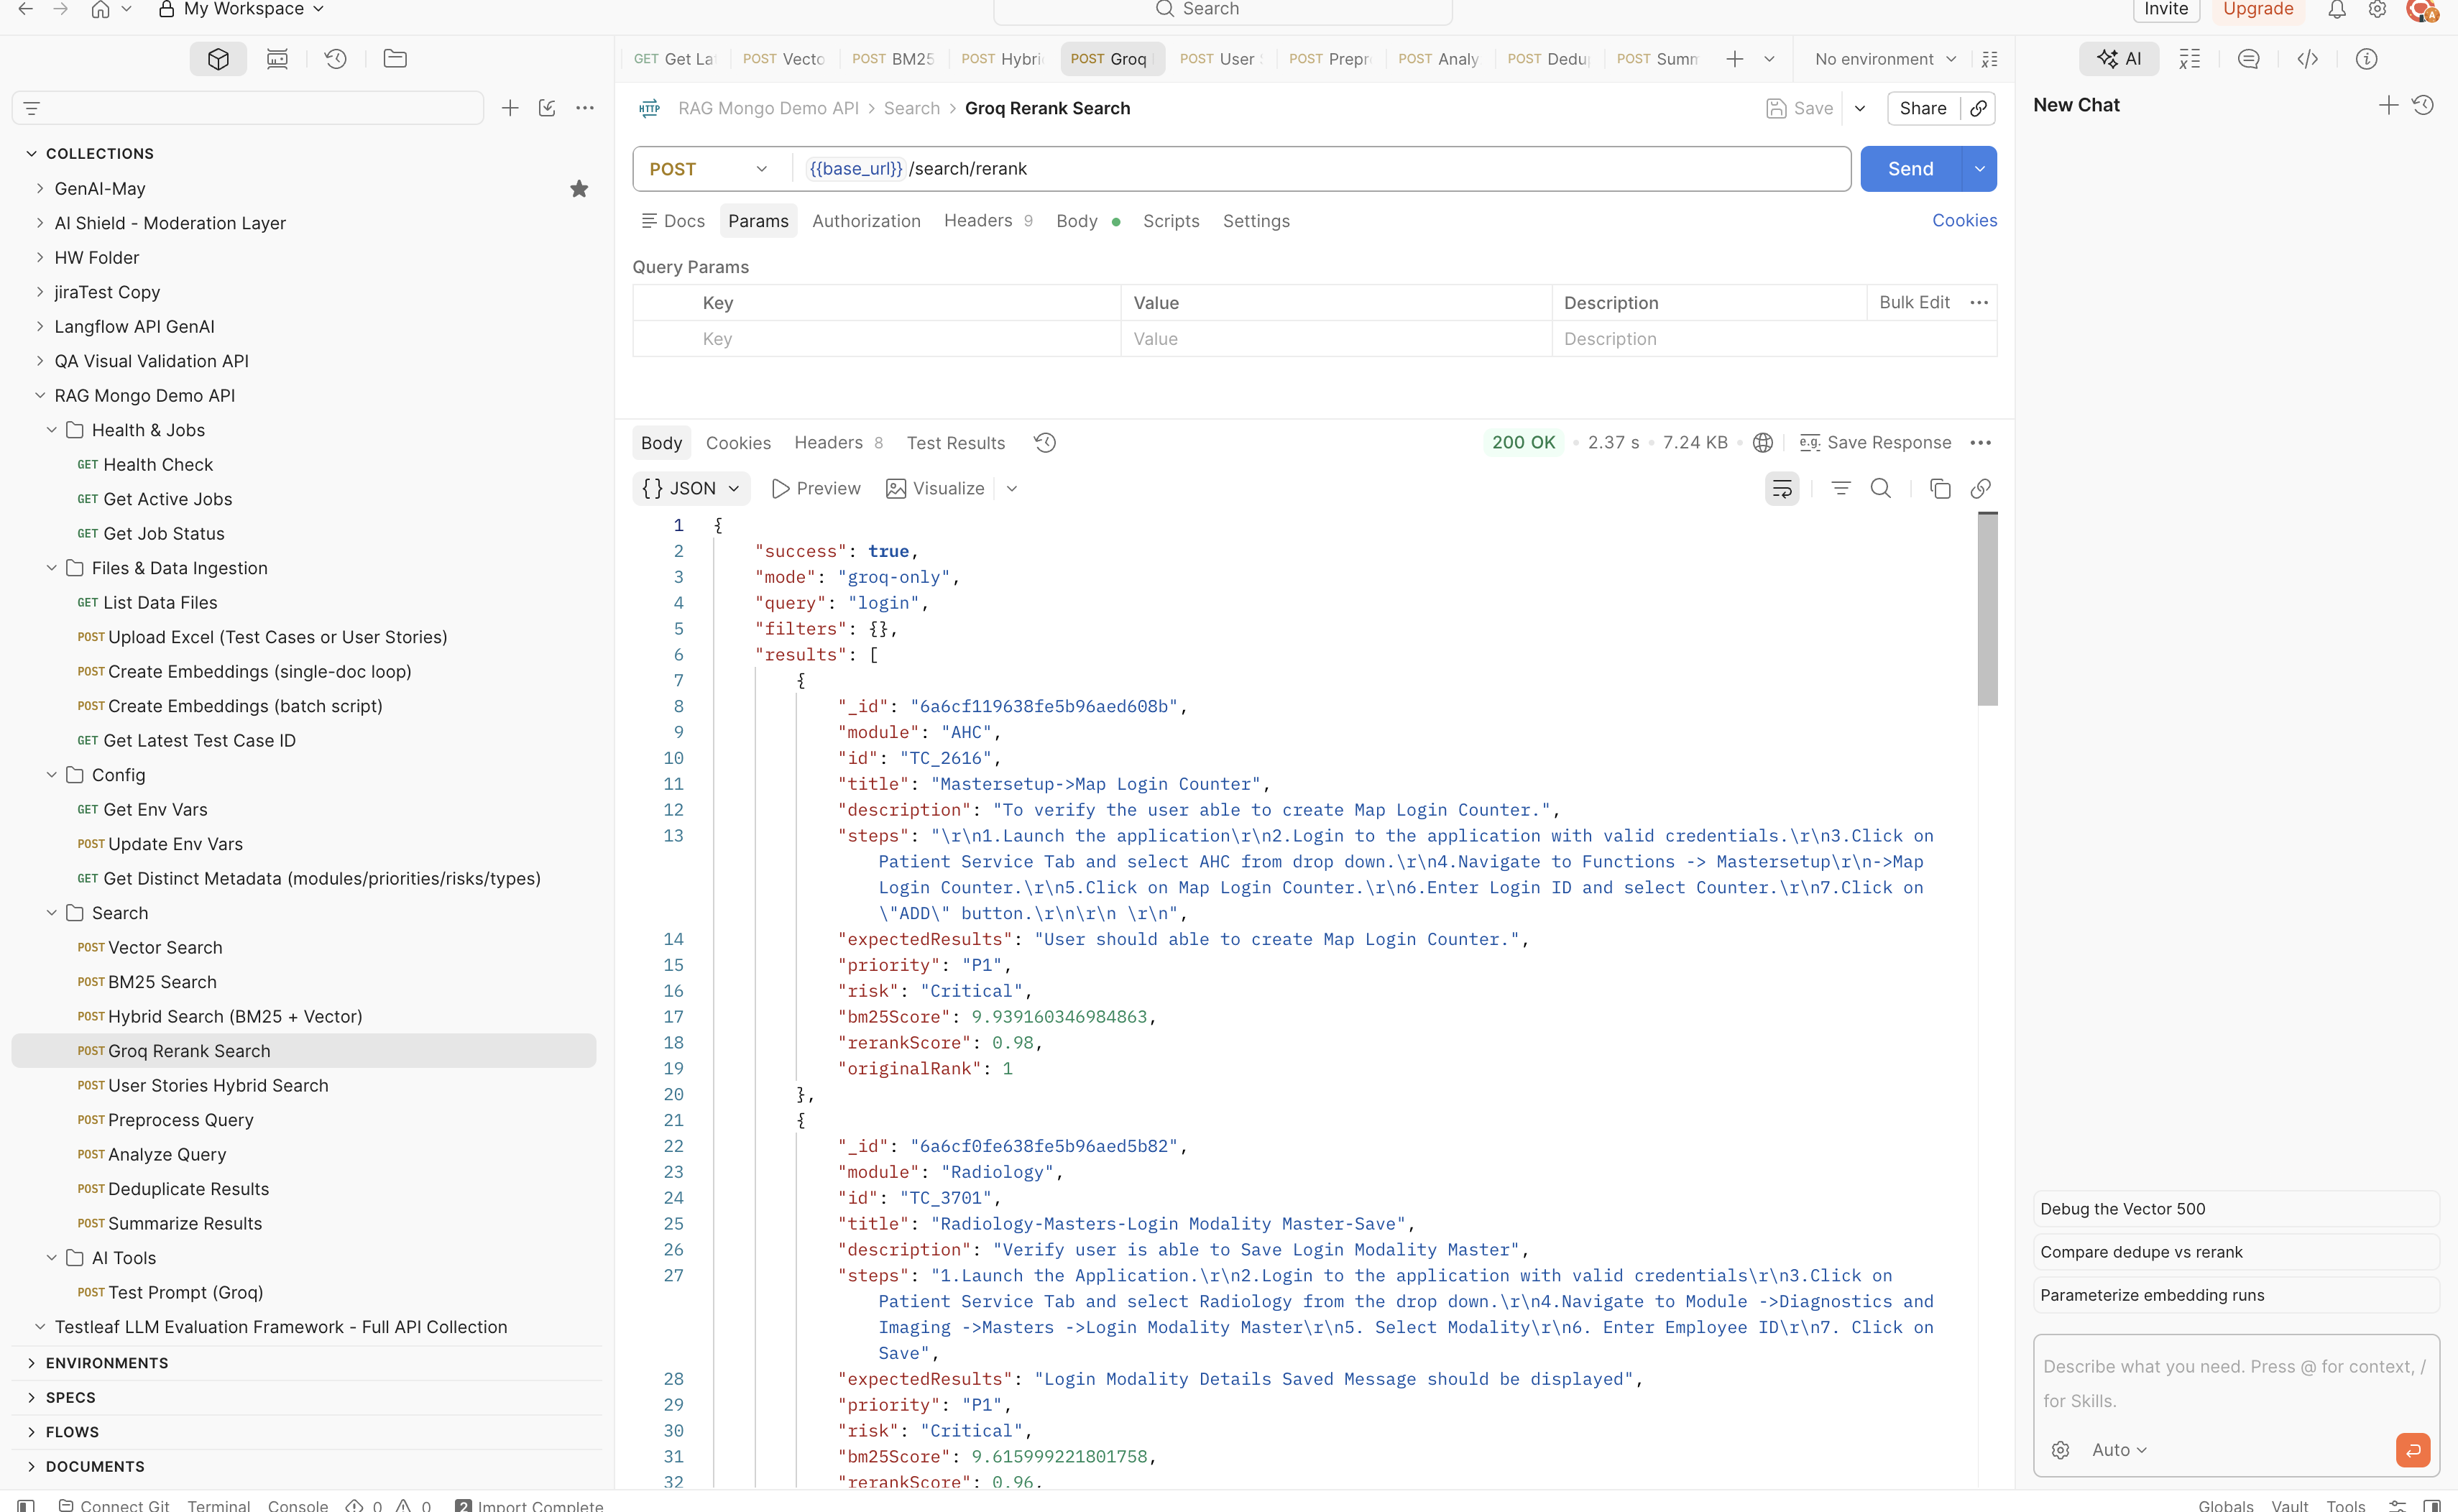 My Workspace
Search
Invite
Upgrade
GET Get La
POST Vecto
POST BM25
POST Hybri
POST Groq
POST User
POST Prepr
POST Analy
POST Dedu
POST Summ
No environment
AI
COLLECTIONS
GenAI-May
AI Shield - Moderation Layer
HW Folder
jiraTest Copy
Langflow API GenAI
QA Visual Validation API
RAG Mongo Demo API
Health & Jobs
GET Health Check
GET Get Active Jobs
GET Get Job Status
Files & Data Ingestion
GET List Data Files
POST Upload Excel (Test Cases or User Stories)
POST Create Embeddings (single-doc loop)
POST Create Embeddings (batch script)
GET Get Latest Test Case ID
Config
GET Get Env Vars
POST Update Env Vars
GET Get Distinct Metadata (modules/priorities/risks/types)
Search
POST Vector Search
POST BM25 Search
POST Hybrid Search (BM25 + Vector)
POST Groq Rerank Search
POST User Stories Hybrid Search
POST Preprocess Query
POST Analyze Query
POST Deduplicate Results
POST Summarize Results
AI Tools
POST Test Prompt (Groq)
Testleaf LLM Evaluation Framework - Full API Collection
ENVIRONMENTS
SPECS
FLOWS
DOCUMENTS
HTTP RAG Mongo Demo API > Search > Groq Rerank Search
Save
Share
POST
{{base_url}} /search/rerank
Send
Docs
Params
Authorization
Headers 9
Body
Scripts
Settings
Cookies
Query Params
Key Value Description Bulk Edit
Key Value Description
Body
Cookies
Headers 8
Test Results
200 OK
2.37 s
7.24 KB
e.g. Save Response
{} JSON
Preview
Visualize
1 {
2 "success": true,
3 "mode": "groq-only",
4 "query": "login",
5 "filters": {},
6 "results": [
7 {
8 "_id": "6a6cf119638fe5b96aed608b",
9 "module": "AHC",
10 "id": "TC_2616",
11 "title": "Mastersetup->Map Login Counter",
12 "description": "To verify the user able to create Map Login Counter.",
13 "steps": "\r\n1.Launch the application\r\n2.Login to the application with valid credentials.\r\n3.Click on
Patient Service Tab and select AHC from drop down.\r\n4.Navigate to Functions -> Mastersetup\r\n->Map
Login Counter.\r\n5.Click on Map Login Counter.\r\n6.Enter Login ID and select Counter.\r\n7.Click on
\"ADD\" button.\r\n\r\n \r\n",
14 "expectedResults": "User should able to create Map Login Counter.",
15 "priority": "P1",
16 "risk": "Critical",
17 "bm25Score": 9.939160346984863,
18 "rerankScore": 0.98,
19 "originalRank": 1
20 },
21 {
22 "_id": "6a6cf0fe638fe5b96aed5b82",
23 "module": "Radiology",
24 "id": "TC_3701",
25 "title": "Radiology-Masters-Login Modality Master-Save",
26 "description": "Verify user is able to Save Login Modality Master",
27 "steps": "1.Launch the Application.\r\n2.Login to the application with valid credentials\r\n3.Click on
Patient Service Tab and select Radiology from the drop down.\r\n4.Navigate to Module ->Diagnostics and
Imaging ->Masters ->Login Modality Master\r\n5. Select Modality\r\n6. Enter Employee ID\r\n7. Click on
Save",
28 "expectedResults": "Login Modality Details Saved Message should be displayed",
29 "priority": "P1",
30 "risk": "Critical",
31 "bm25Score": 9.615999221801758,
32 "rerankScore": 0.96,
New Chat
Debug the Vector 500
Compare dedupe vs rerank
Parameterize embedding runs
Describe what you need. Press @ for context, /
for Skills.
Auto
Connect Git
Terminal
Console
0
0
2 Import Complete
Globals
Vault
Tools